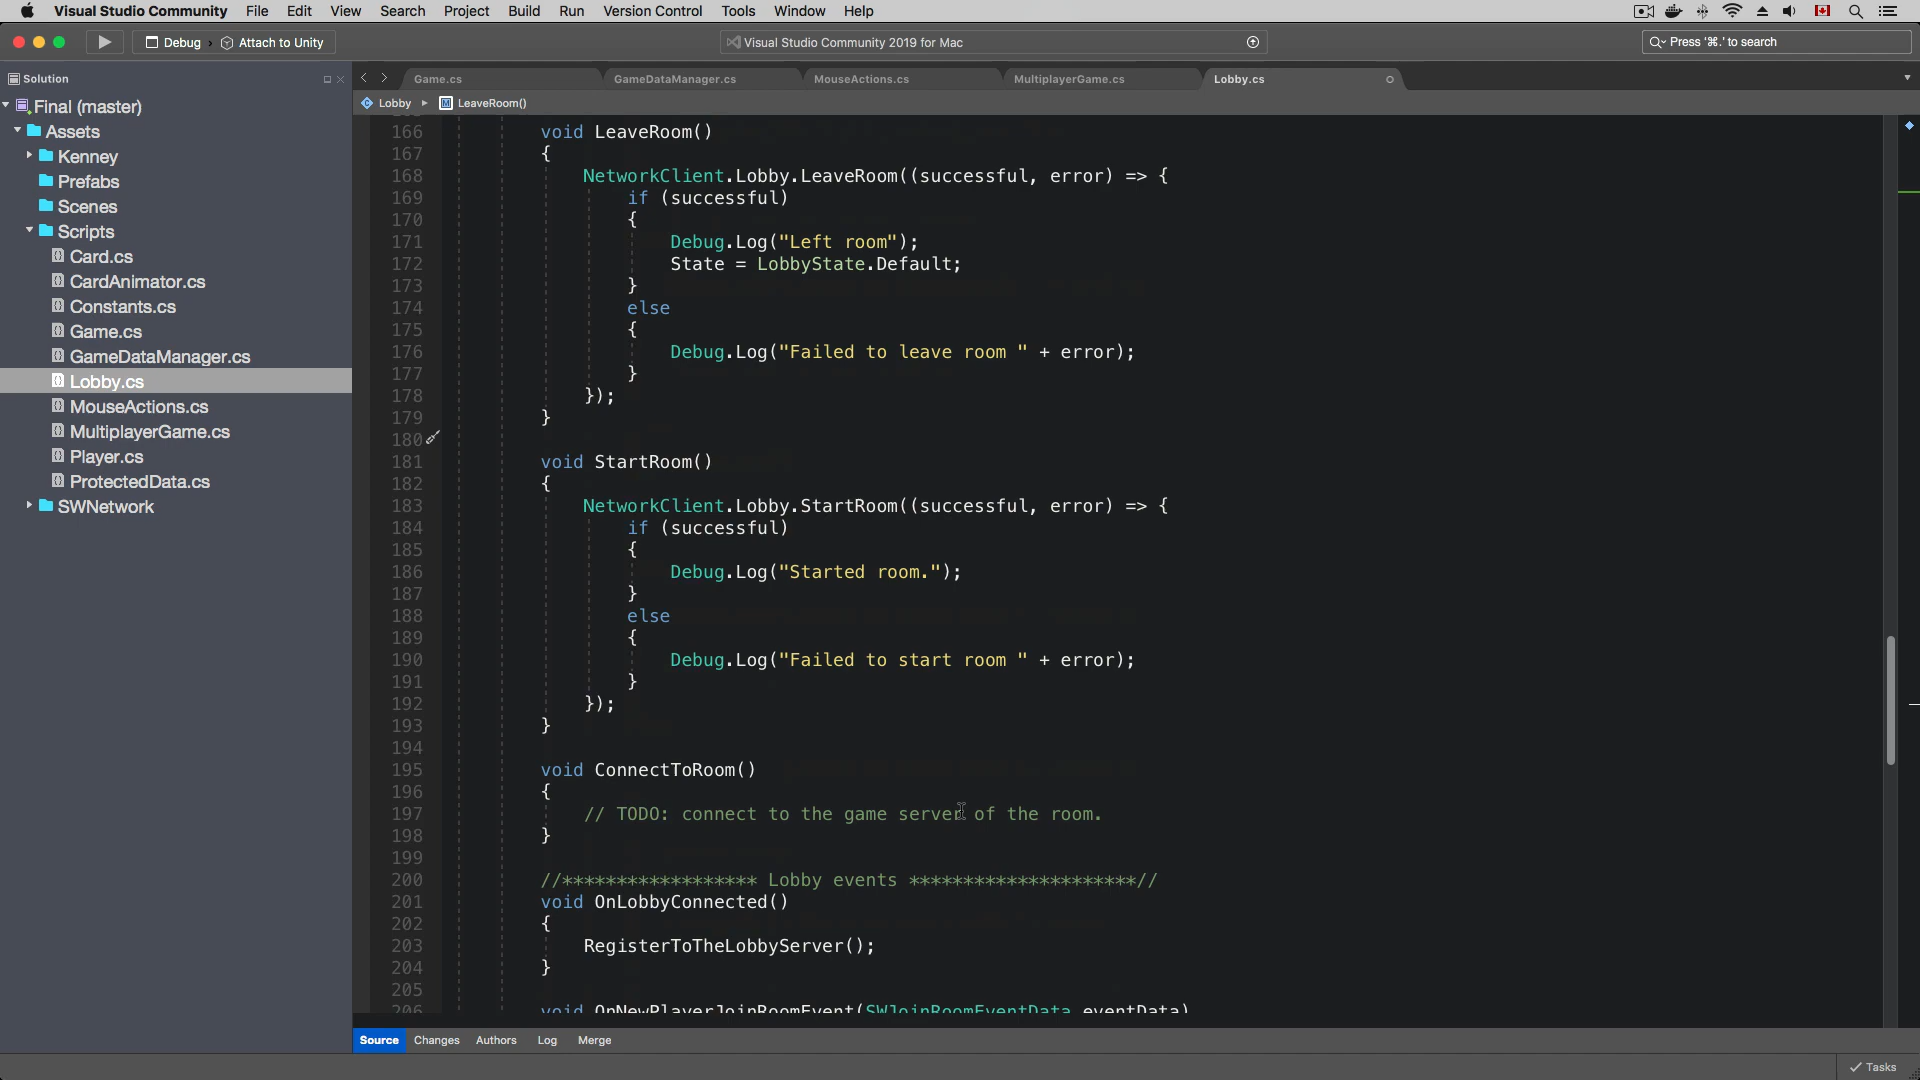 Visual Studio Community File Edit View Search Project Build Run Version Control Tools Window Help
Debug › Attach to Unity
Visual Studio Community 2019 for Mac
Press '⌘.' to search
Solution
Final (master)
Assets
Kenney
Prefabs
Scenes
Scripts
Card.cs
CardAnimator.cs
Constants.cs
Game.cs
GameDataManager.cs
Lobby.cs
MouseActions.cs
MultiplayerGame.cs
Player.cs
ProtectedData.cs
SWNetwork
Game.cs GameDataManager.cs MouseActions.cs MultiplayerGame.cs Lobby.cs
Lobby LeaveRoom()
166 void LeaveRoom()
167 {
168 NetworkClient.Lobby.LeaveRoom((successful, error) => {
169 if (successful)
170 {
171 Debug.Log("Left room");
172 State = LobbyState.Default;
173 }
174 else
175 {
176 Debug.Log("Failed to leave room " + error);
177 }
178 });
179 }
180
181 void StartRoom()
182 {
183 NetworkClient.Lobby.StartRoom((successful, error) => {
184 if (successful)
185 {
186 Debug.Log("Started room.");
187 }
188 else
189 {
190 Debug.Log("Failed to start room " + error);
191 }
192 });
193 }
194
195 void ConnectToRoom()
196 {
197 // TODO: connect to the game server of the room.
198 }
199
200 //****************** Lobby events *********************//
201 void OnLobbyConnected()
202 {
203 RegisterToTheLobbyServer();
204 }
205
206 void OnNewPlayerJoinRoomEvent(SWJoinRoomEventData eventData)
Source Changes Authors Log Merge
Tasks